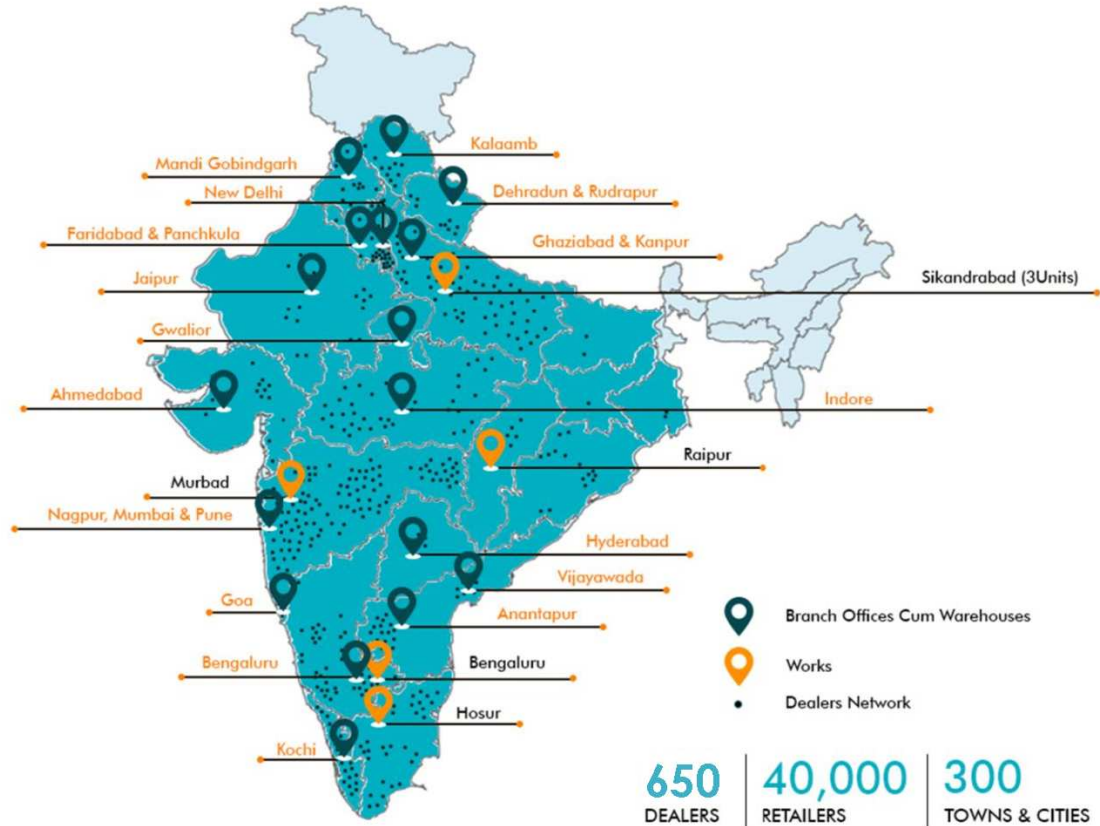 Kalaamb
Mandi Gobindgarh
New Delhi
Dehradun & Rudrapur
Faridabad & Panchkula
Ghaziabad & Kanpur
Jaipur
Sikandrabad (3Units)
Gwalior
Ahmedabad
Indore
Raipur
Murbad
Nagpur, Mumbai & Pune
Hyderabad
Vijayawada
Goa
Anantapur
Branch Offices Cum Warehouses
Bengaluru
Bengaluru
Works
Dealers Network
Hosur
Kochi
650
DEALERS
40,000
RETAILERS
300
TOWNS & CITIES